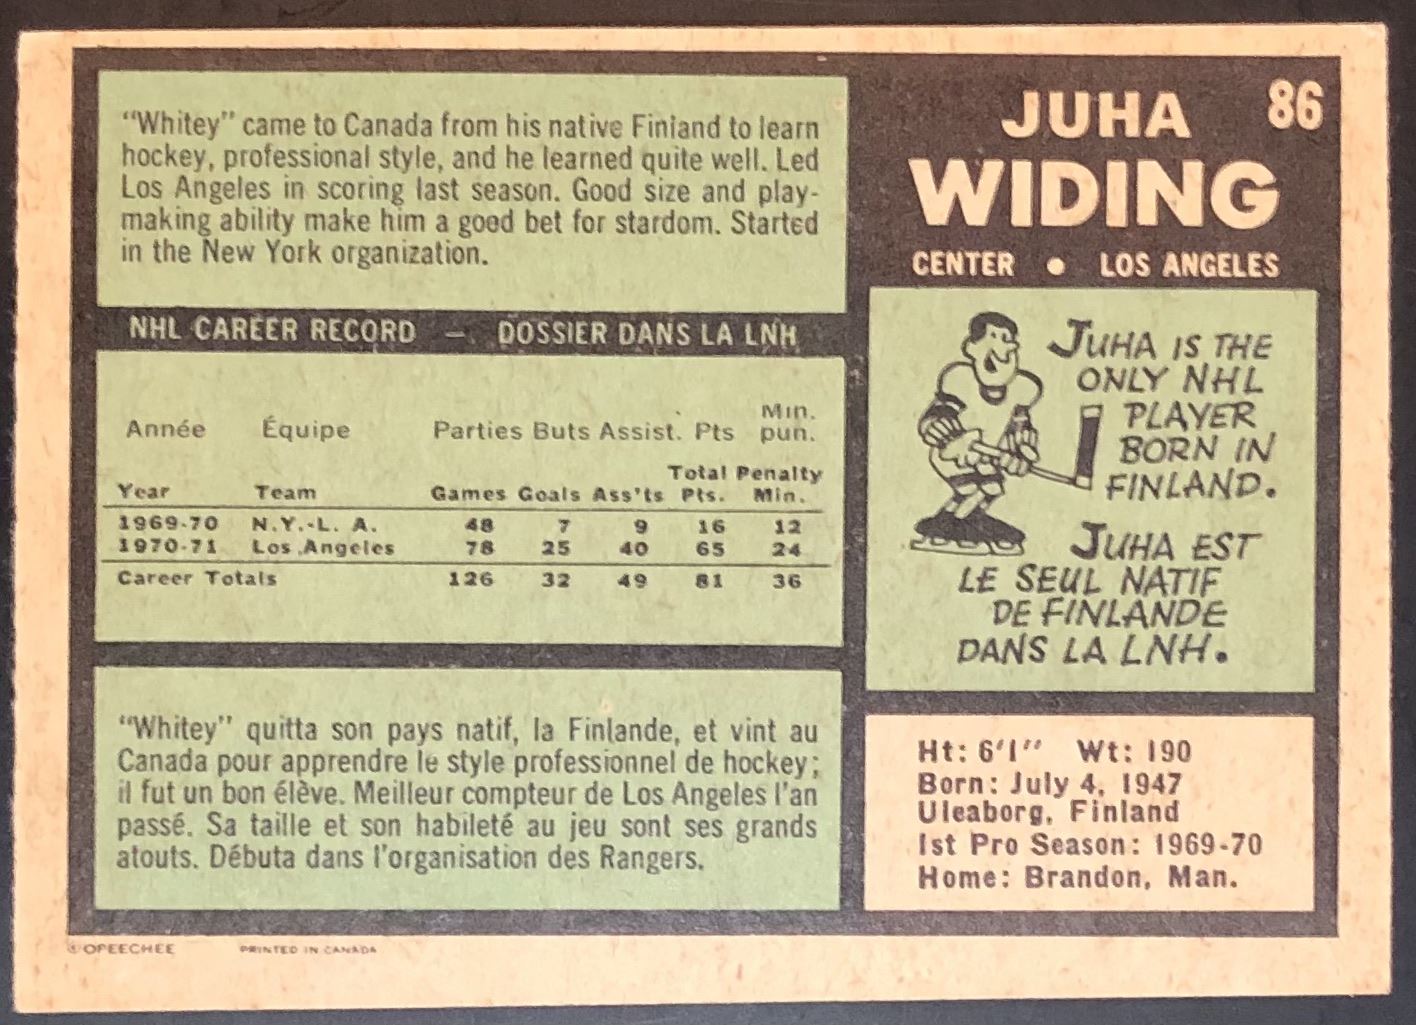 "Whitey" came to Canada from his native Finland to learn
hockey, professional style, and he learned quite well. Led
Los Angeles in scoring last season. Good size and play-
making ability make him a good bet for stardom. Started
in the New York organization.
NHL CAREER RECORD — DOSSIER DANS LA LNH
Année Équipe Parties Buts Assist. Pts Min. pun.
Year Team Games Goals Ass'ts Total Pts. Penalty Min.
1969-70 N.Y.-L. A. 48 7 9 16 12
1970-71 Los Angeles 78 25 40 65 24
Career Totals 126 32 49 81 36
"Whitey" quitta son pays natif, la Finlande, et vint au
Canada pour apprendre le style professionnel de hockey;
il fut un bon élève. Meilleur compteur de Los Angeles l'an
passé. Sa taille et son habileté au jeu sont ses grands
atouts. Débuta dans l'organisation des Rangers.
86
JUHA
WIDING
CENTER • LOS ANGELES
JUHA IS THE
ONLY NHL
PLAYER
BORN IN
FINLAND.
JUHA EST
LE SEUL NATIF
DE FINLANDE
DANS LA LNH.
Ht: 6'1" Wt: 190
Born: July 4, 1947
Uleaborg, Finland
1st Pro Season: 1969-70
Home: Brandon, Man.
© OPEECHEE PRINTED IN CANADA